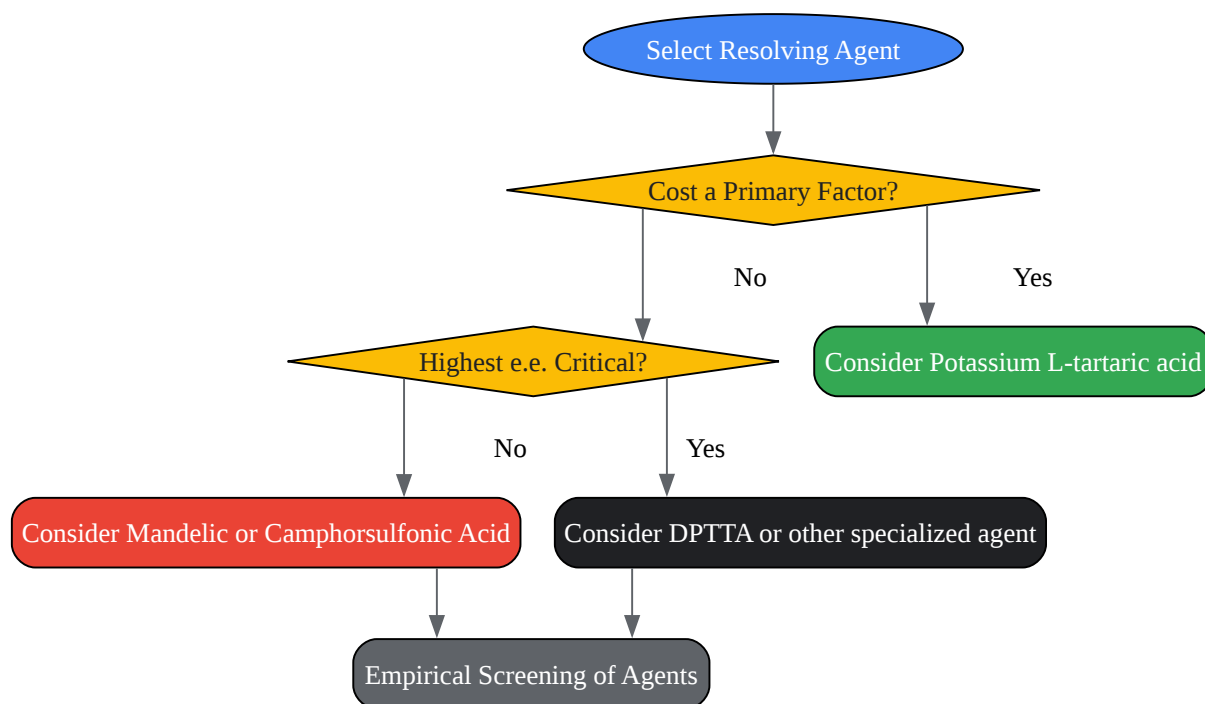 Select Resolving Agent
Cost a Primary Factor?
No
Yes
Highest e.e. Critical?
Consider Potassium L-tartaric acid
No
Yes
Consider Mandelic or Camphorsulfonic Acid
Consider DPTTA or other specialized agent
Empirical Screening of Agents